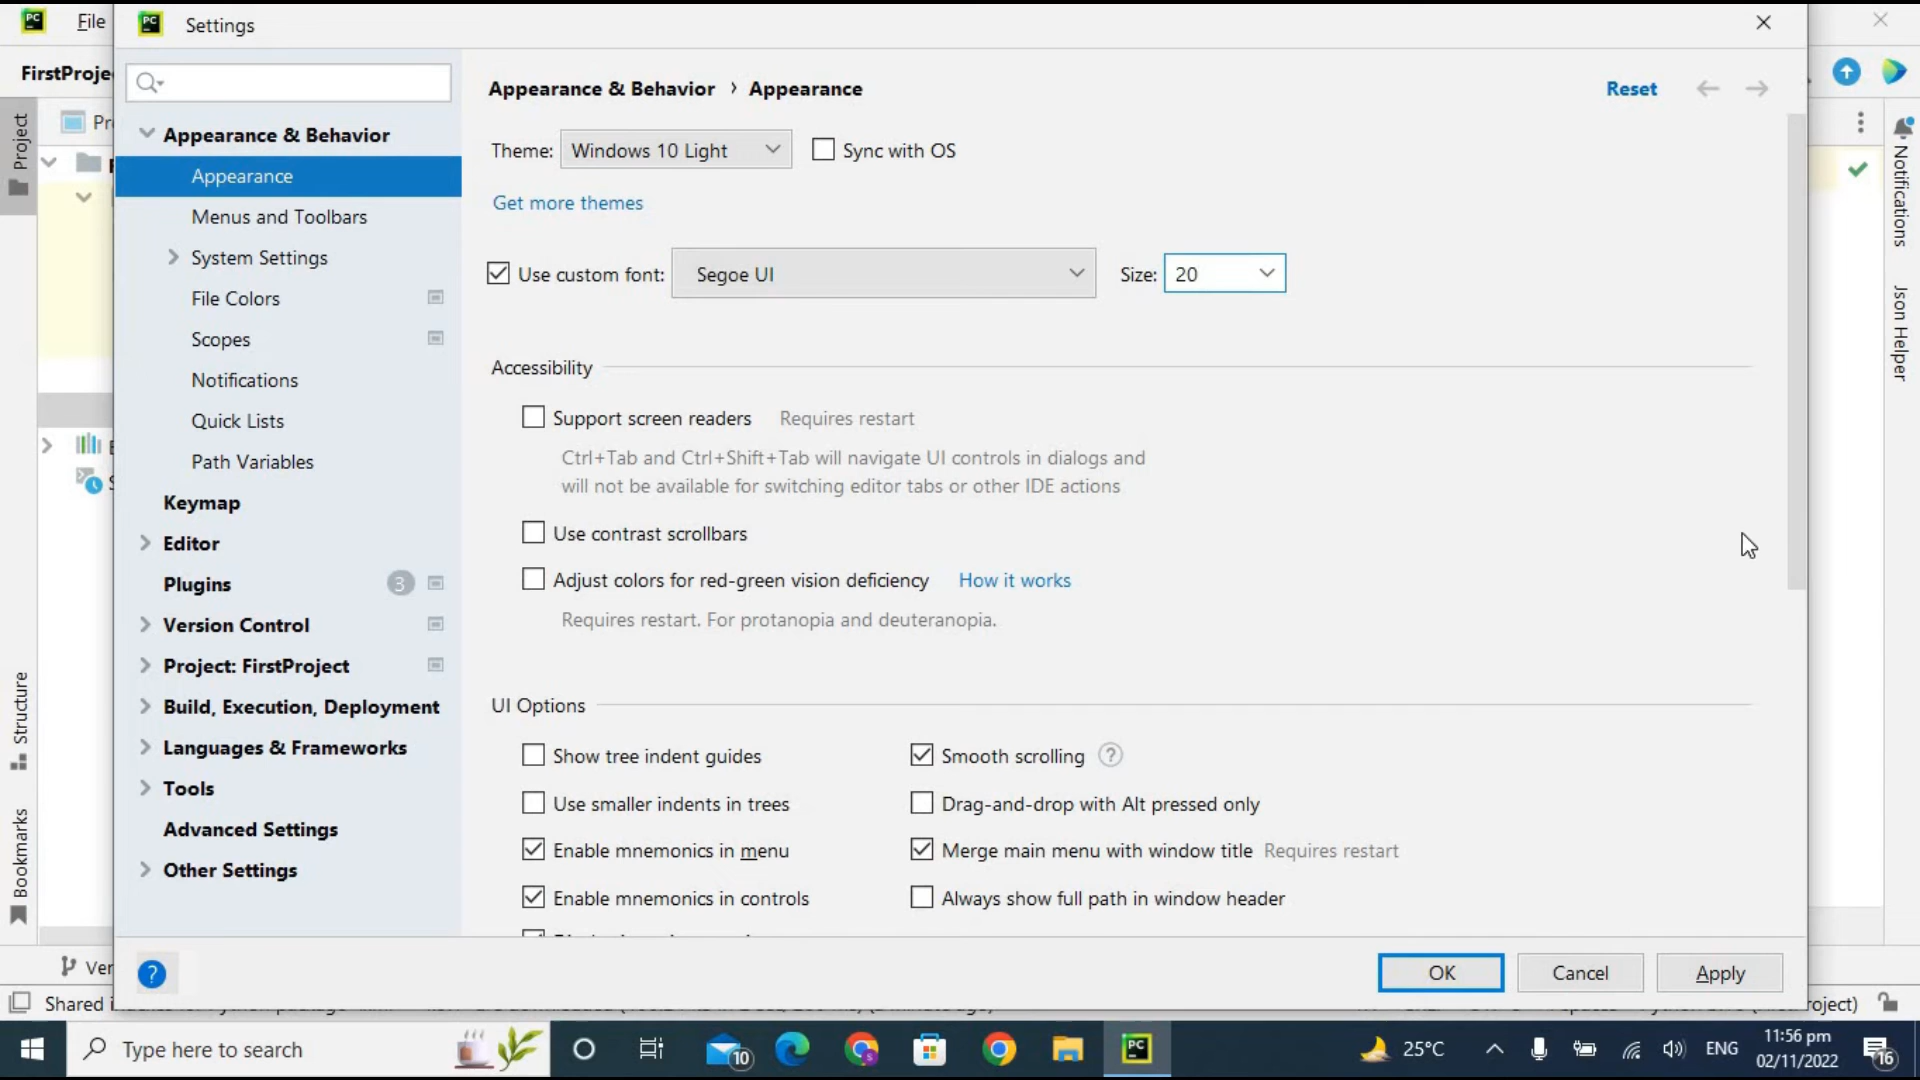 PC
File
PC
Settings
FirstProje
Appearance & Behavior › Appearance
Reset
Project
Appearance & Behavior
Appearance
Menus and Toolbars
System Settings
File Colors
Scopes
Notifications
Quick Lists
Path Variables
Keymap
Editor
Plugins 3
Version Control
Project: FirstProject
Build, Execution, Deployment
Languages & Frameworks
Tools
Advanced Settings
Other Settings
Theme: Windows 10 Light
Sync with OS
Get more themes
Use custom font: Segoe UI
Size: 20
Accessibility
Support screen readers Requires restart
Ctrl+Tab and Ctrl+Shift+Tab will navigate UI controls in dialogs and
will not be available for switching editor tabs or other IDE actions
Use contrast scrollbars
Adjust colors for red-green vision deficiency How it works
Requires restart. For protanopia and deuteranopia.
UI Options
Show tree indent guides
Smooth scrolling ?
Use smaller indents in trees
Drag-and-drop with Alt pressed only
Enable mnemonics in menu
Merge main menu with window title Requires restart
Enable mnemonics in controls
Always show full path in window header
Notifications
Json Helper
Structure
Bookmarks
Ver
?
OK
Cancel
Apply
Shared i
oject)
Type here to search
10
PC
25°C
ENG
11:56 pm
02/11/2022
16